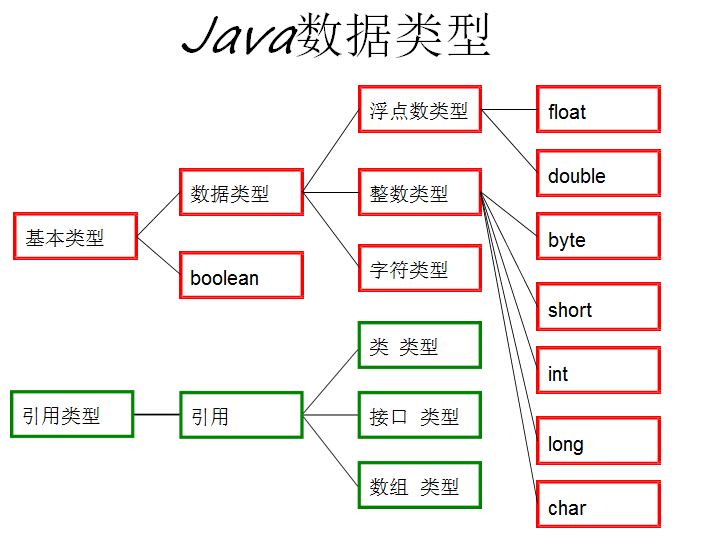 Java数据类型
浮点数类型
float
double
数据类型
整数类型
byte
基本类型
boolean
字符类型
short
类 类型
int
引用类型
引用
接口 类型
long
数组 类型
char